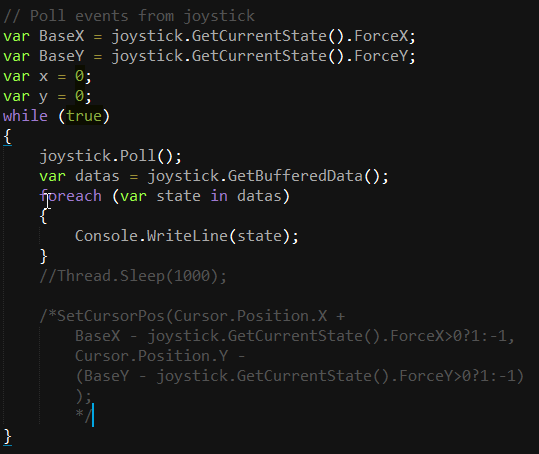 // Poll events from joystick
var BaseX = joystick.GetCurrentState().ForceX;
var BaseY = joystick.GetCurrentState().ForceY;
var x = 0;
var y = 0;
while (true)
{
    joystick.Poll();
    var datas = joystick.GetBufferedData();
    foreach (var state in datas)
    {
        Console.WriteLine(state);
    }
    //Thread.Sleep(1000);

    /*SetCursorPos(Cursor.Position.X +
        BaseX - joystick.GetCurrentState().ForceX>0?1:-1,
        Cursor.Position.Y -
        (BaseY - joystick.GetCurrentState().ForceY>0?1:-1)
        );
        */
}